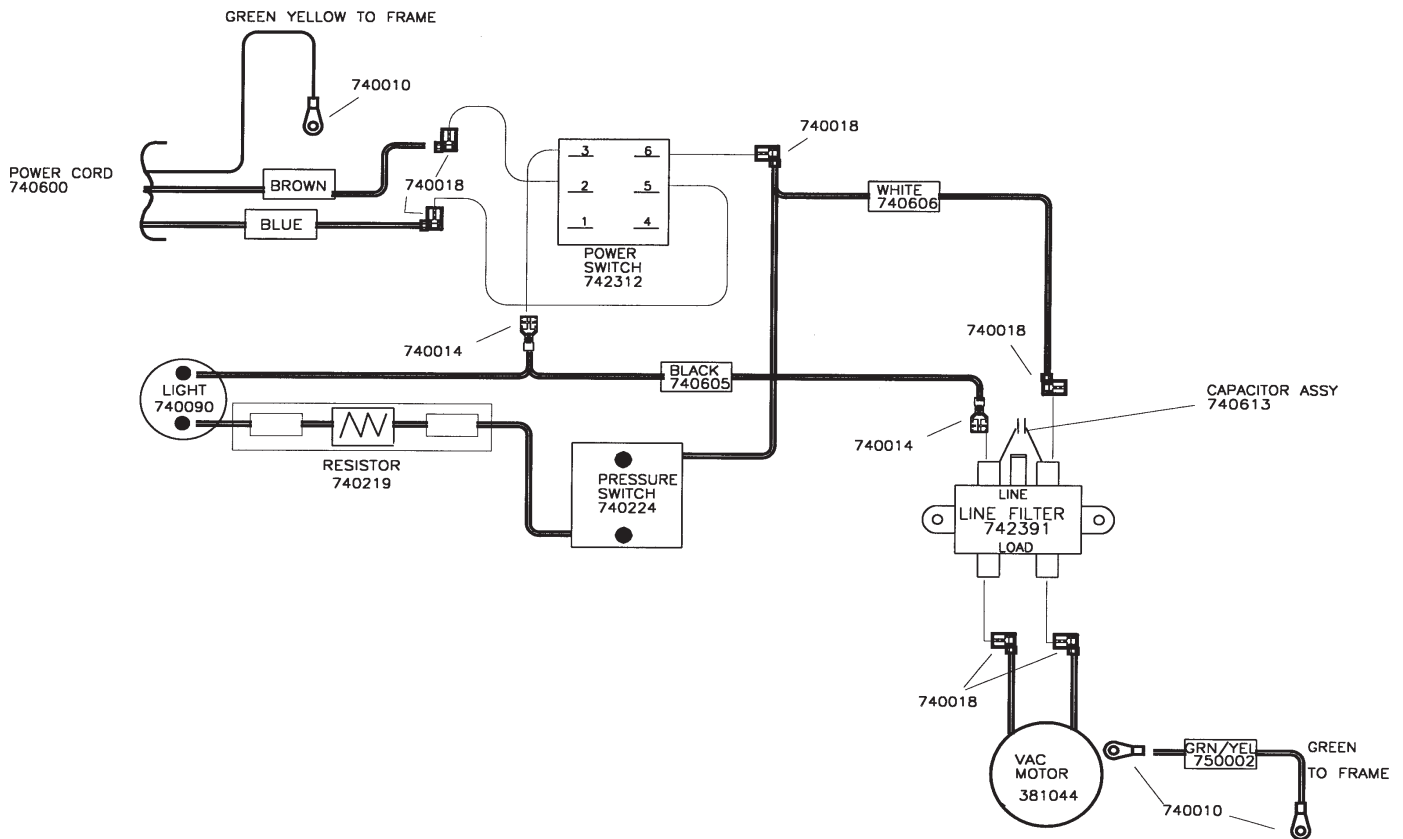 GREEN YELLOW TO FRAME
740010
740018
POWER CORD
740600
BROWN
740018
BLUE
3 6
2 5
1 4
POWER
SWITCH
742312
WHITE
740606
740014
740018
LIGHT
740090
BLACK
740605
CAPACITOR ASSY
740613
740014
RESISTOR
740219
PRESSURE
SWITCH
740224
LINE
LINE FILTER
742391
LOAD
740018
VAC
MOTOR
381044
GRN/YEL
750002
GREEN
TO FRAME
740010